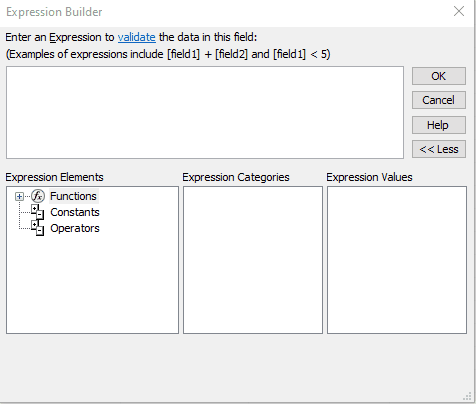 Expression Builder
Enter an Expression to validate the data in this field:
(Examples of expressions include [field1] + [field2] and [field1] < 5)
OK
Cancel
Help
<< Less
Expression Elements
Expression Categories
Expression Values
Functions
Constants
Operators